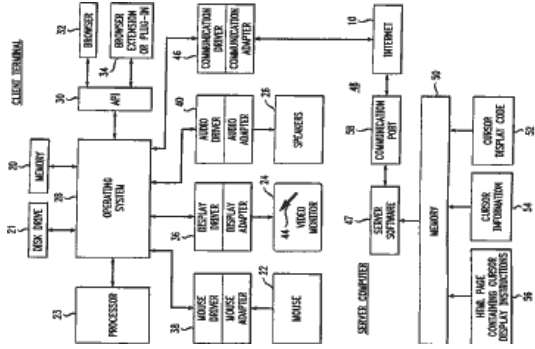 CLIENT TERMINAL
21
DISK DRIVE
20
MEMORY
32
BROWSER
30
API
34
BROWSER
EXTENSION
OR PLUG-IN
23
PROCESSOR
28
OPERATING
SYSTEM
38
MOUSE DRIVER
MOUSE ADAPTER
36
DISPLAY DRIVER
DISPLAY ADAPTER
40
AUDIO DRIVER
AUDIO ADAPTER
46
COMMUNICATION
DRIVER
COMMUNICATION
ADAPTER
22
MOUSE
24
44
VIDEO
MONITOR
26
SPEAKERS
10
INTERNET
48
SERVER COMPUTER
47
SERVER
SOFTWARE
58
COMMUNICATION
PORT
50
MEMORY
HTML PAGE
CONTAINING CURSOR
DISPLAY INSTRUCTIONS
56
CURSOR
INFORMATION
54
CURSOR
DISPLAY CODE
52